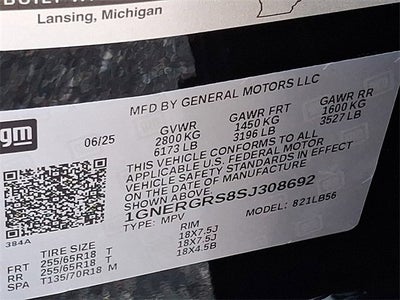 Lansing, Michigan
MFD BY GENERAL MOTORS LLC
gm
06/25
GVWR GAWR FRT GAWR RR
2800 KG 1450 KG 1600 KG
6173 LB 3196 LB 3527 LB
THIS VEHICLE CONFORMS TO ALL
APPLICABLE U.S. FEDERAL MOTOR
VEHICLE SAFETY STANDARDS IN EFFECT
ON THE DATE OF MANUFACTURE
1GNERGRS8SJ308692
TYPE: MPV MODEL: 821LB56
384A
TIRE SIZE RIM
FRT 255/65R18 T 18X7.5J
RR 255/65R18 T 18X7.5J
SPA T135/70R18 M 18X4.5B